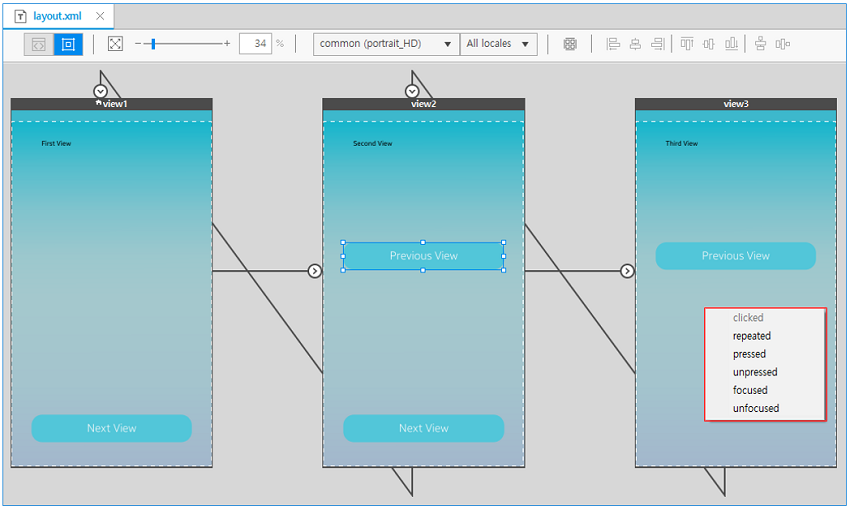 layout.xml
34 %
common (portrait_HD)
All locales
view1
view2
view3
First View
Second View
Third View
Previous View
Previous View
clicked
repeated
pressed
unpressed
focused
unfocused
Next View
Next View